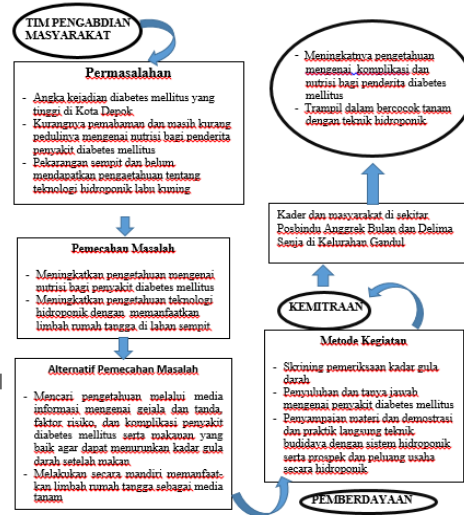 TIM PENGABDIAN
MASYARAKAT
Permasalahan
- Angka kejadian diabetes mellitus yang
tinggi di Kota Depok
- Kurangnya pemahaman dan masih kurang
pedulinya mengenai nutrisi bagi penderita
penyakit diabetes mellitus
- Pekarangan sempit dan belum
mendapatkan pengaetahuan tentang
teknologi hidroponik labu kuning
Pemecahan Masalah
- Meningkatkan pengetahuan mengenai
nutrisi bagi penyakit diabetes mellitus
- Meningkatkan pengetahuan teknologi
hidroponik dengan memanfaatkan
limbah rumah tangga di lahan sempit
Alternatif Pemecahan Masalah
- Mencari pengetahuan melalui media
informasi mengenai gejala dan tanda,
faktor risiko, dan komplikasi penyakit
diabetes mellitus serta makanan yang
baik agar dapat menurunkan kadar gula
darah setelah makan
- Melakukan secara mandiri memanfaat-
kan limbah rumah tangga sebagai media
tanam
PEMBERDAYAAN
Metode Kegiatan
- Skrining pemeriksaan kadar gula
darah
- Penyuluhan dan tanya jawab
mengenai penyakit diabetes mellitus
- Penyampaian materi dan demostrasi
dan praktik langsung teknik
budidaya dengan sistem hidroponik
serta prospek dan peluang usaha
secara hidroponik
KEMITRAAN
Kader dan masyarakat di sekitar
Posbindu Anggrek Bulan dan Delima
Senja di Kelurahan Gandul
- Meningkatnya pengetahuan
mengenai komplikasi dan
nutrisi bagi penderita diabetes
mellitus
- Trampil dalam bercocok tanam
dengan teknik hidroponik